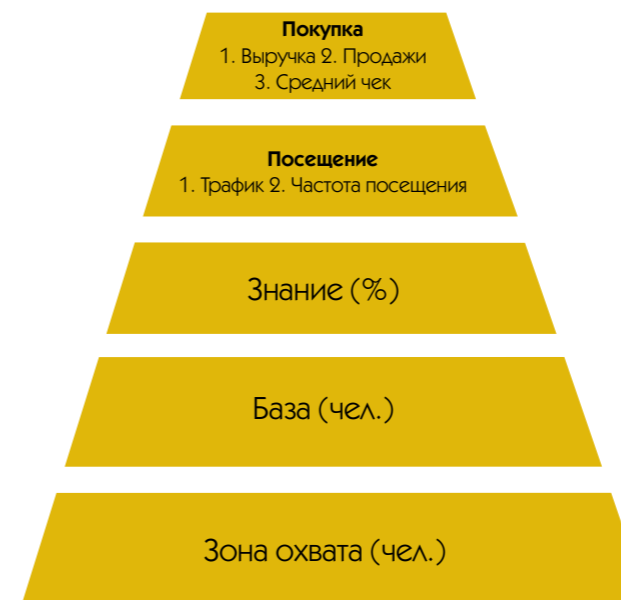 Покупка
1. Выручка 2. Продажи
3. Средний чек
Посещение
1. Трафик 2. Частота посещения
Знание (%)
База (чел.)
Зона охвата (чел.)